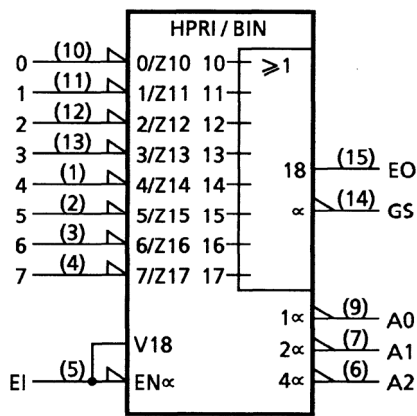 HPRI/BIN
0 (10) 0/Z10 10 ≥1
1 (11) 1/Z11 11
2 (12) 2/Z12 12
3 (13) 3/Z13 13
4 (1) 4/Z14 14
5 (2) 5/Z15 15
6 (3) 6/Z16 16
7 (4) 7/Z17 17
18 (15) EO
α (14) GS
1α (9) A0
2α (7) A1
4α (6) A2
V18
EI (5) ENα